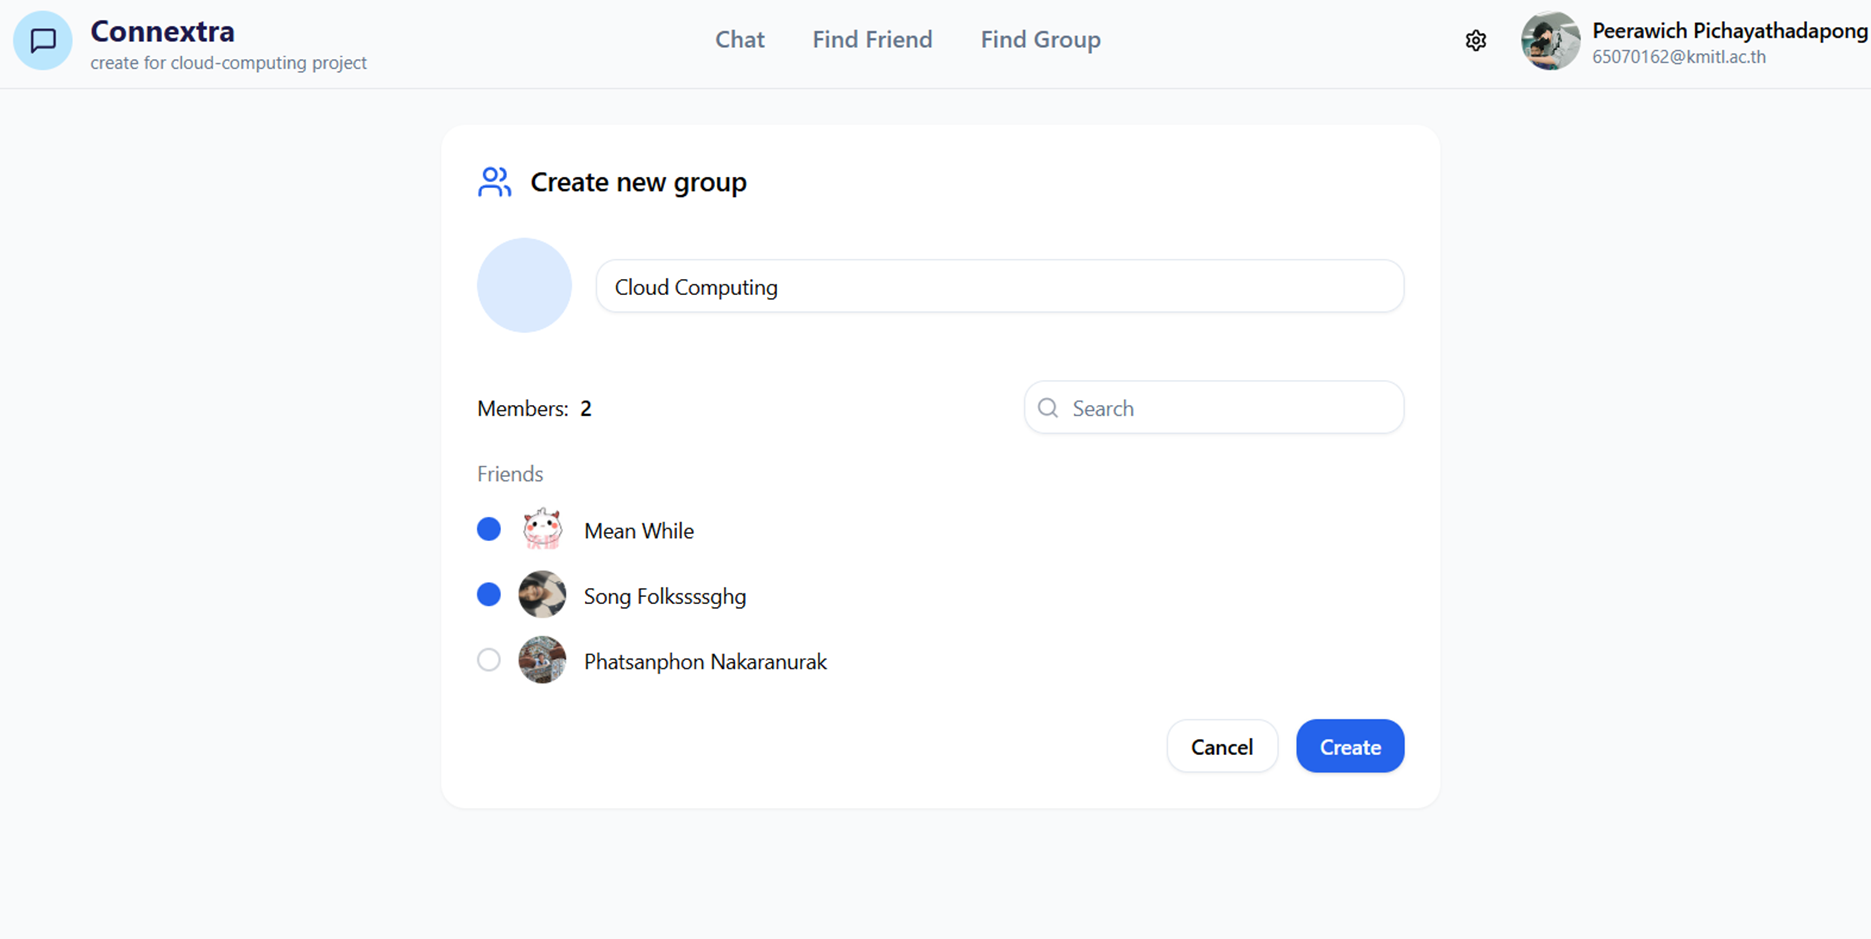 Connextra
create for cloud-computing project
Chat
Find Friend
Find Group
Peerawich Pichayathadapong
65070162@kmitl.ac.th
Create new group
Cloud Computing
Members: 2
Search
Friends
Mean While
Song Folkssssghg
Phatsanphon Nakaranurak
Cancel
Create